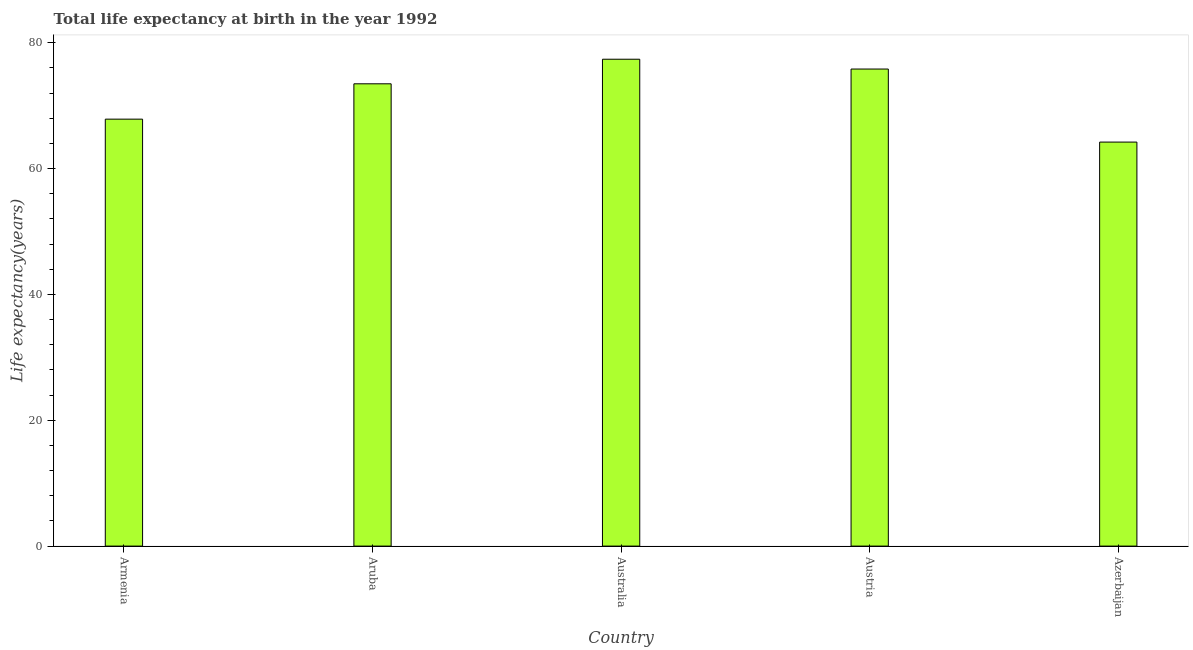 Total life expectancy at birth in the year 1992
80
60
40
20
0
Life expectancy(years)
Armenia
Aruba
Australia
Austria
Azerbaijan
Country